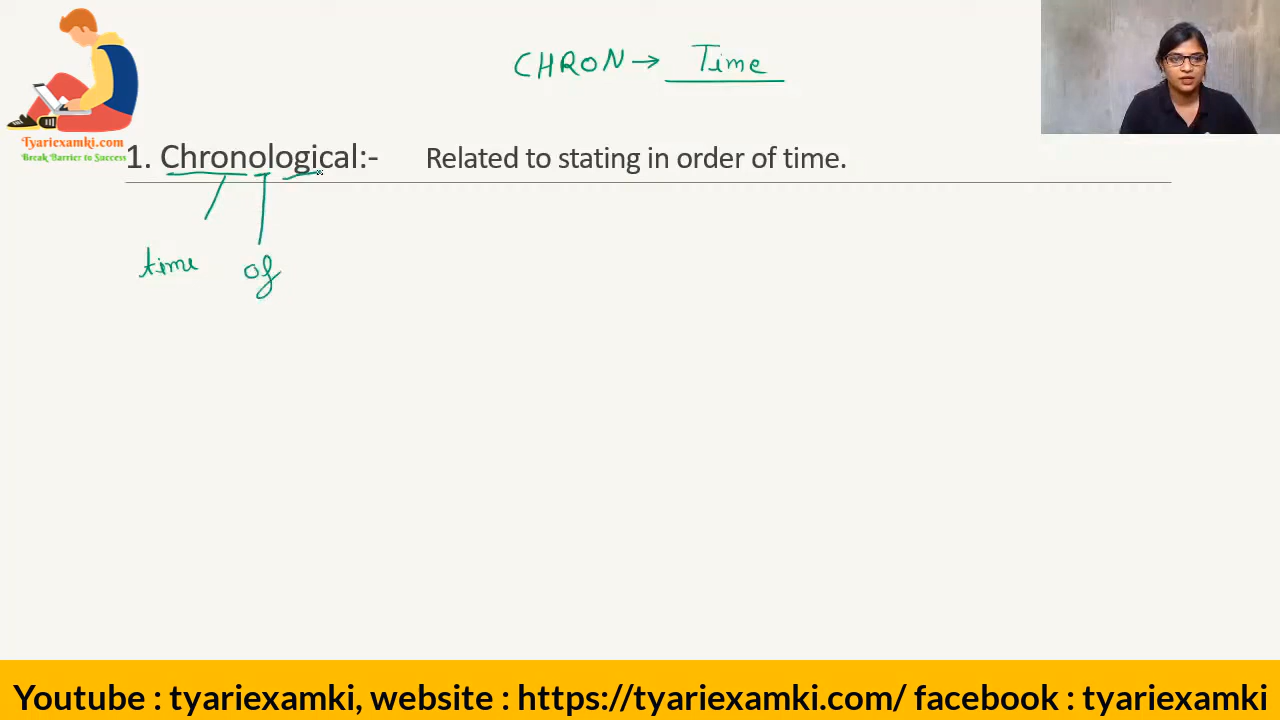 CHRON → Time
Tyariexamki.com
Break Barrier to Success
1. Chronological:- Related to stating in order of time.
time of
Youtube : tyariexamki, website : https://tyariexamki.com/ facebook : tyariexamki